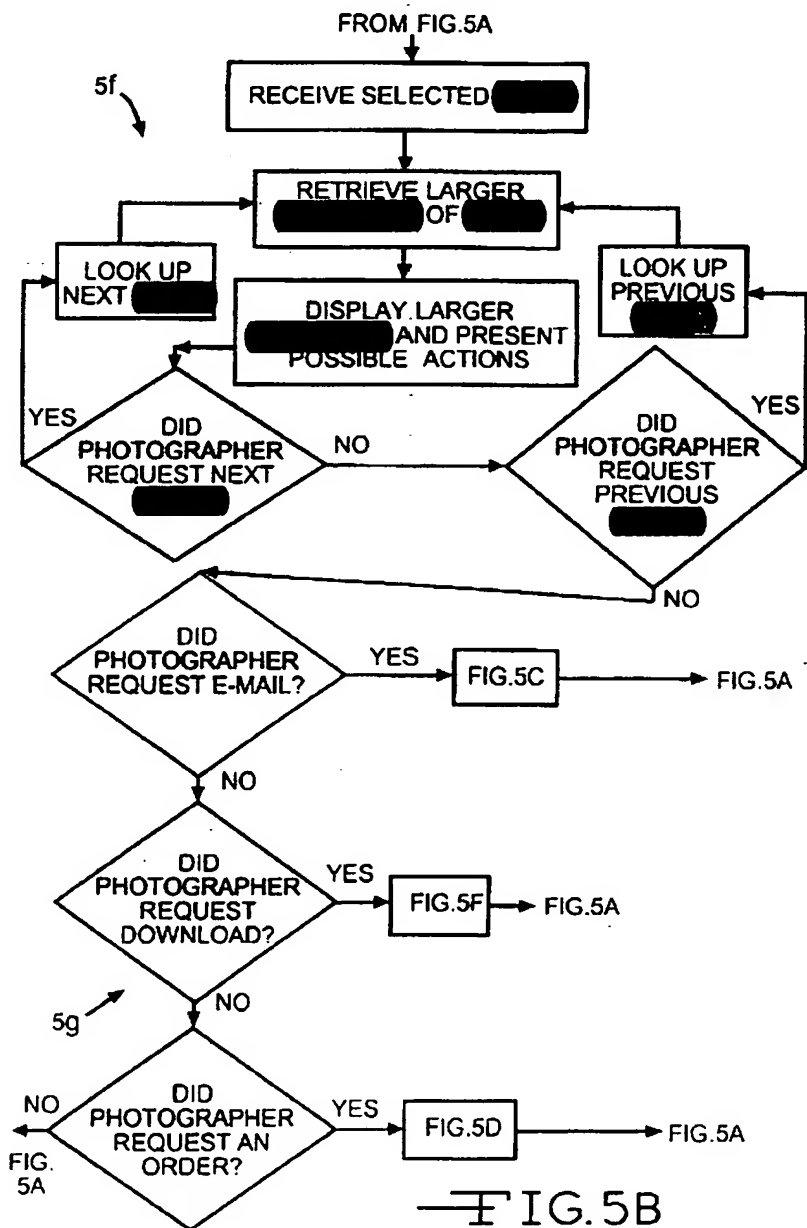 FROM FIG.5A
5f
RECEIVE SELECTED
RETRIEVE LARGER
OF
LOOK UP
NEXT
LOOK UP
PREVIOUS
DISPLAY LARGER
AND PRESENT
POSSIBLE ACTIONS
YES
DID
PHOTOGRAPHER
REQUEST NEXT
NO
DID
PHOTOGRAPHER
REQUEST
PREVIOUS
YES
NO
DID
PHOTOGRAPHER
REQUEST E-MAIL?
YES
FIG.5C
FIG.5A
NO
DID
PHOTOGRAPHER
REQUEST
DOWNLOAD?
YES
FIG.5F
FIG.5A
NO
5g
DID
PHOTOGRAPHER
REQUEST AN
ORDER?
NO
FIG.
5A
YES
FIG.5D
FIG.5A
FIG.5B